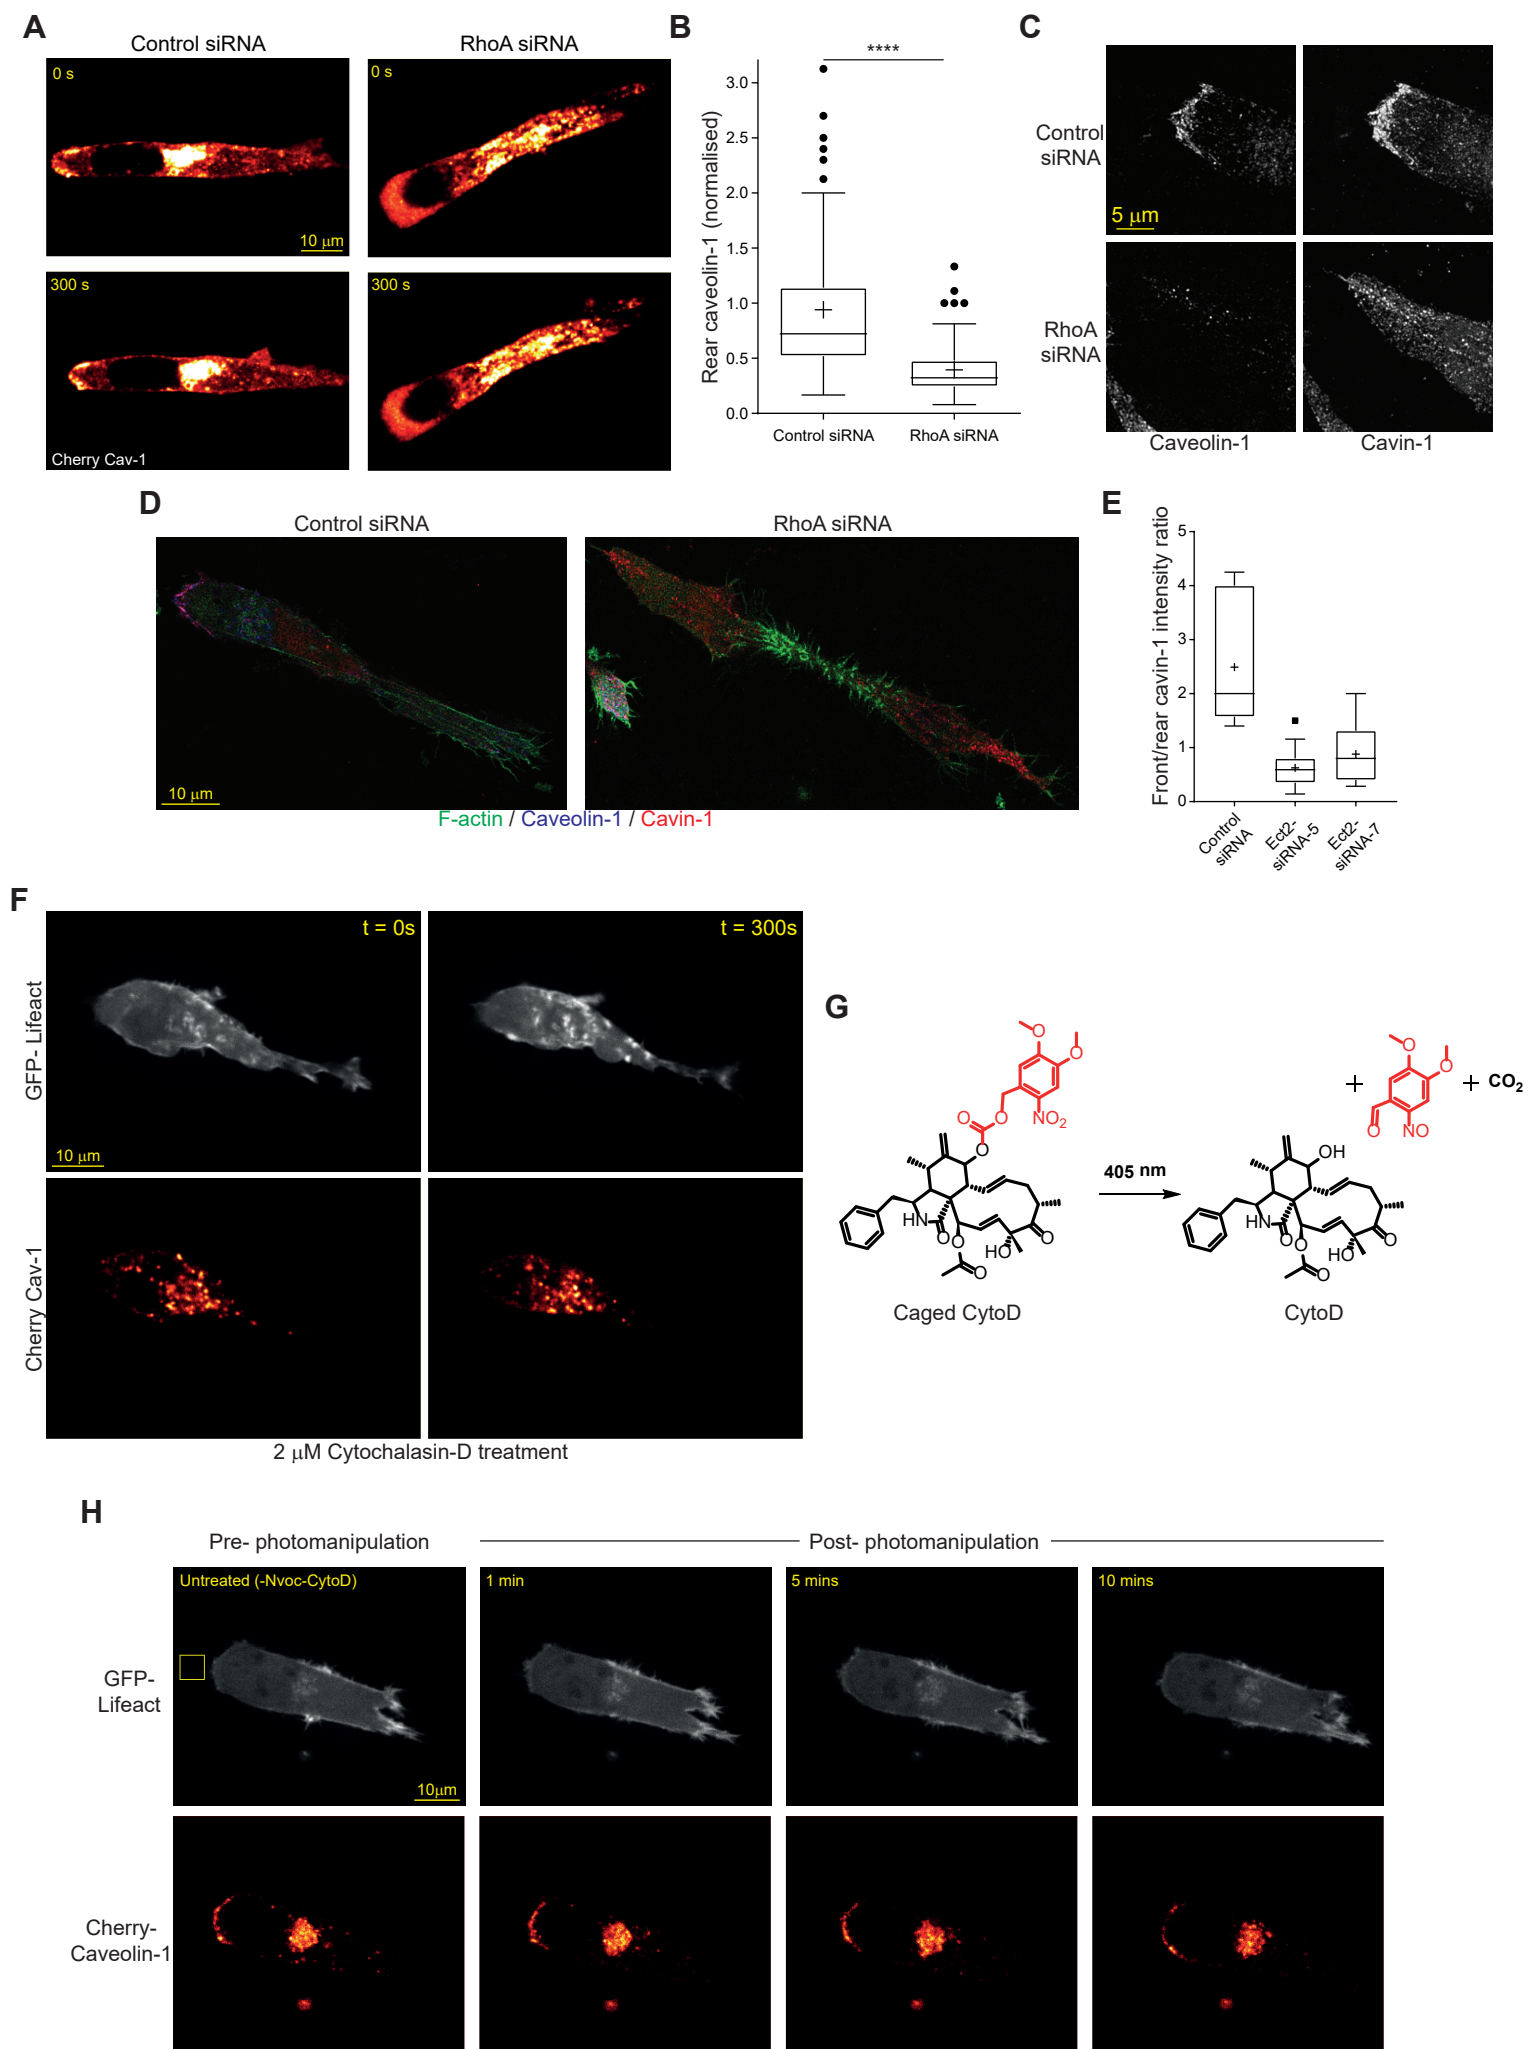 A
Control siRNA
RhoA siRNA
0 s
0 s
10 μm
300 s
300 s
Cherry Cav-1
B
****
Rear caveolin-1 (normalised)
3.0
2.5
2.0
1.5
1.0
0.5
0.0
Control siRNA
RhoA siRNA
C
Control
siRNA
5 μm
RhoA
siRNA
Caveolin-1
Cavin-1
D
Control siRNA
RhoA siRNA
10 μm
F-actin / Caveolin-1 / Cavin-1
E
Front/rear cavin-1 intensity ratio
5
4
3
2
1
0
Control
siRNA
Ect2-
siRNA-5
Ect2-
siRNA-7
F
GFP- Lifeact
t = 0s
t = 300s
10 μm
Cherry Cav-1
2 μM Cytochalasin-D treatment
G
O
O
O
O
NO2
O
HN
O
O
O
HO
O
Caged CytoD
405 nm
OH
HN
O
O
O
HO
O
CytoD
+
O
O
O
NO
+ CO2
H
Pre- photomanipulation
Post- photomanipulation
Untreated (-Nvoc-CytoD)
1 min
5 mins
10 mins
GFP-
Lifeact
10μm
Cherry-
Caveolin-1